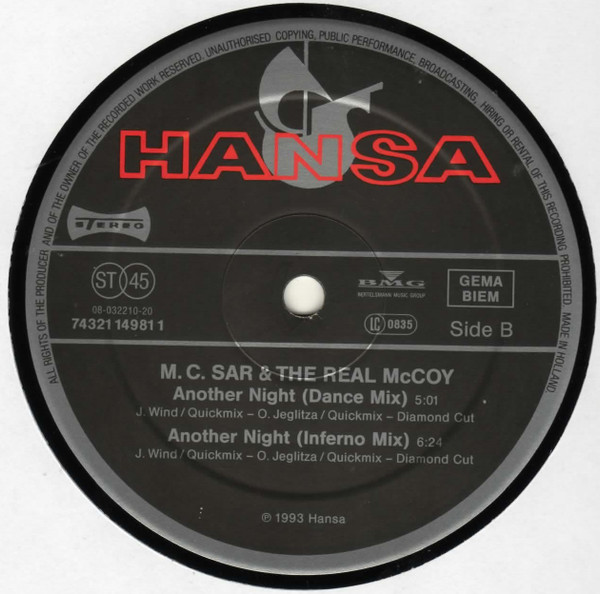 ALL RIGHTS OF THE PRODUCER AND OF THE OWNER OF THE RECORDED WORK RESERVED. UNAUTHORISED COPYING, PUBLIC PERFORMANCE, BROADCASTING, HIRING OR RENTAL OF THIS RECORDING PROHIBITED. MADE IN HOLLAND
HANSA
STEREO
ST 45
BMG
BERTELSMANN MUSIC GROUP
GEMA
BIEM
08-032210-20
74321 14981 1
LC 0835
Side B
M. C. SAR & THE REAL McCOY
Another Night (Dance Mix) 5:01
J. Wind / Quickmix – O. Jeglitza / Quickmix – Diamond Cut
Another Night (Inferno Mix) 6:24
J. Wind / Quickmix – O. Jeglitza / Quickmix – Diamond Cut
℗ 1993 Hansa